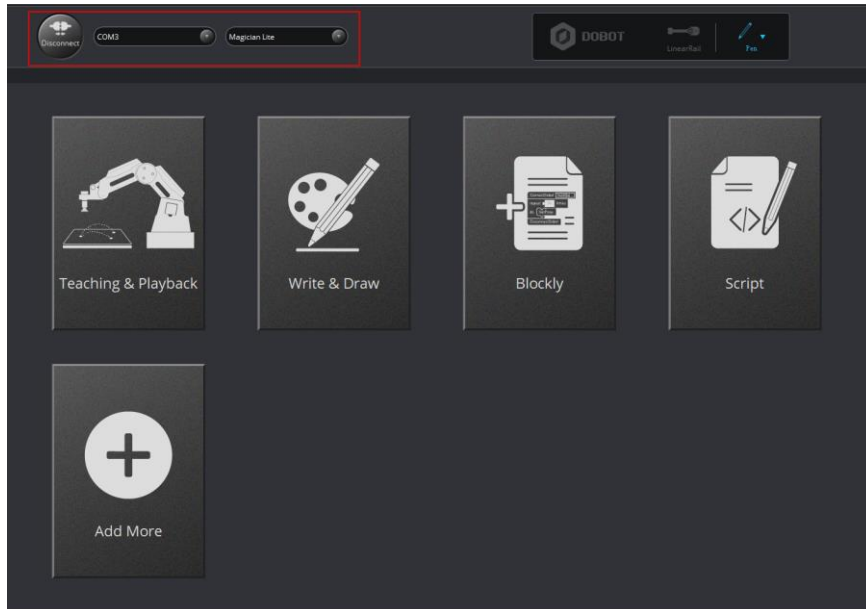 Disconnect
COM3
Magician Lite
DOBOT
LinearRail
Pen
Teaching & Playback
Write & Draw
Blockly
Script
</>
Add More